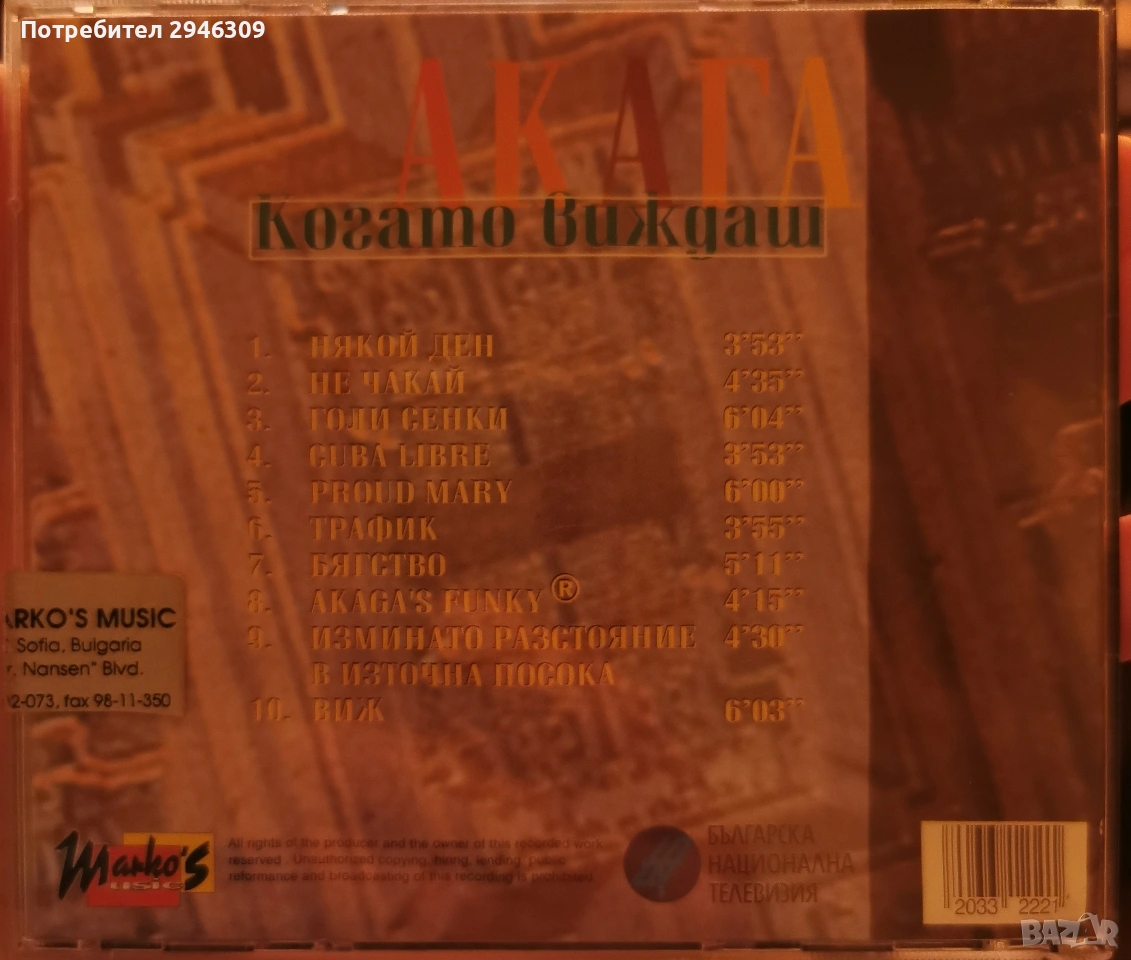 Потребител 2946309
АКАГА
Когато виждаш
1. НЯКОЙ ДЕН 3'53''
2. НЕ ЧАКАЙ 4'35''
3. ГОЛИ СЕНКИ 6'04''
4. CUBA LIBRE 3'53''
5. PROUD MARY 6'00''
6. ТРАФИК 3'55''
7. БЯГСТВО 5'11''
8. AKAGA'S FUNKY® 4'15''
9. ИЗМИНАТО РАЗСТОЯНИЕ 4'30''
В ИЗТОЧНА ПОСОКА
10. ВИЖ 6'03''
ARKO'S MUSIC
Sofia, Bulgaria
r. Nansen" Blvd.
2-073, fax 98-11-350
Marko's
USIC
All rights of the producer and the owner of this recorded work
reserved . Unauthorized copying, hiring, lending, public
reformance and broadcasting of this recording is prohibited.
БЪЛГАРСКА
НАЦИОНАЛНА
ТЕЛЕВИЗИЯ
2033 2221
BAZAR